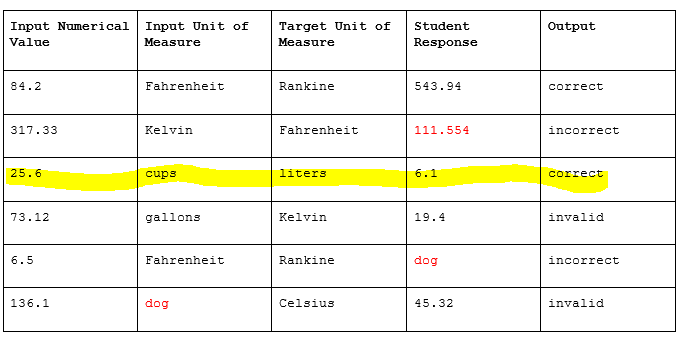 Input Numerical Value Input Unit of Measure Target Unit of Measure Student Response Output
84.2 Fahrenheit Rankine 543.94 correct
317.33 Kelvin Fahrenheit 111.554 incorrect
25.6 cups liters 6.1 correct
73.12 gallons Kelvin 19.4 invalid
6.5 Fahrenheit Rankine dog incorrect
136.1 dog Celsius 45.32 invalid